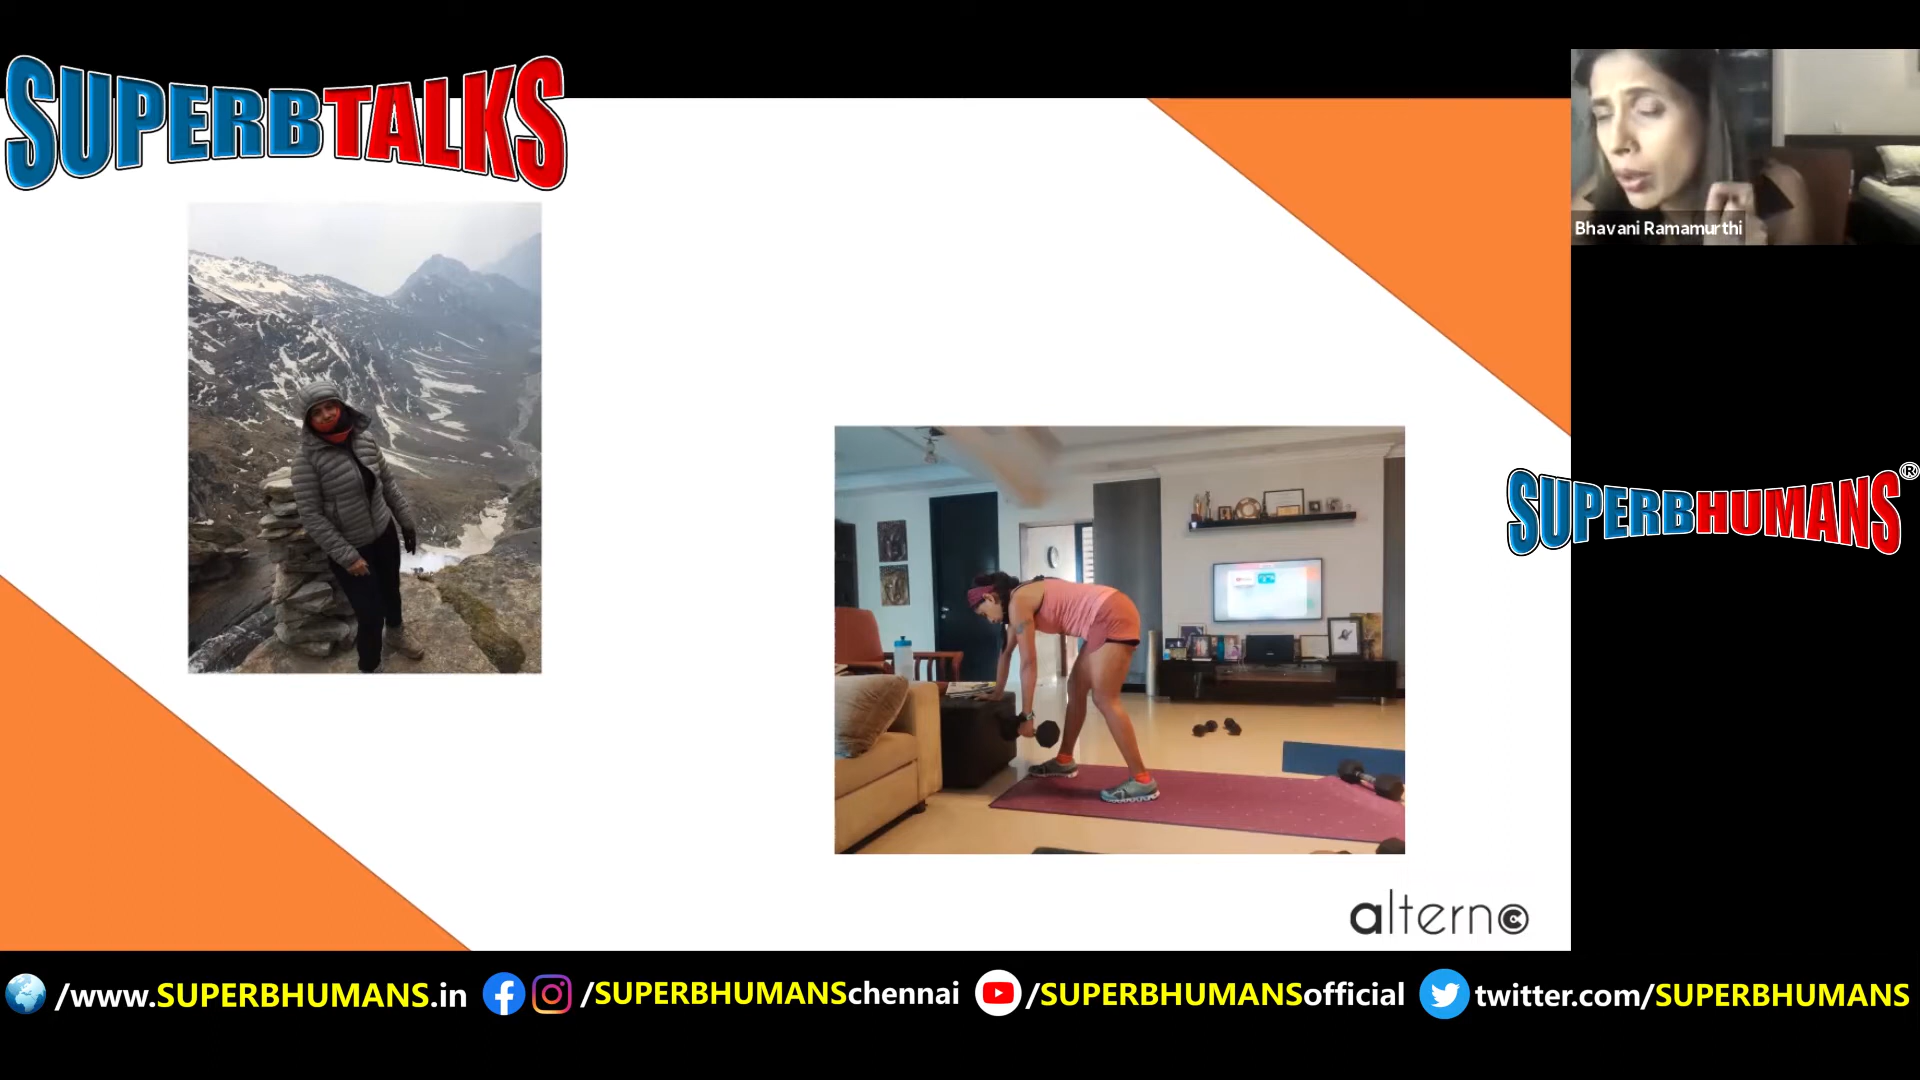 SUPERBTALKS
Bhavani Ramamurthi
SUPERBHUMANS®
alterno
/www.SUPERBHUMANS.in
/SUPERBHUMANSchennai
/SUPERBHUMANSofficial
twitter.com/SUPERBHUMANS